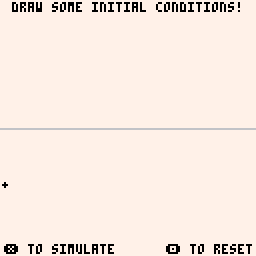 DRAW SOME INITIAL CONDITIONS!
❎ TO SIMULATE 🅾️ TO RESET